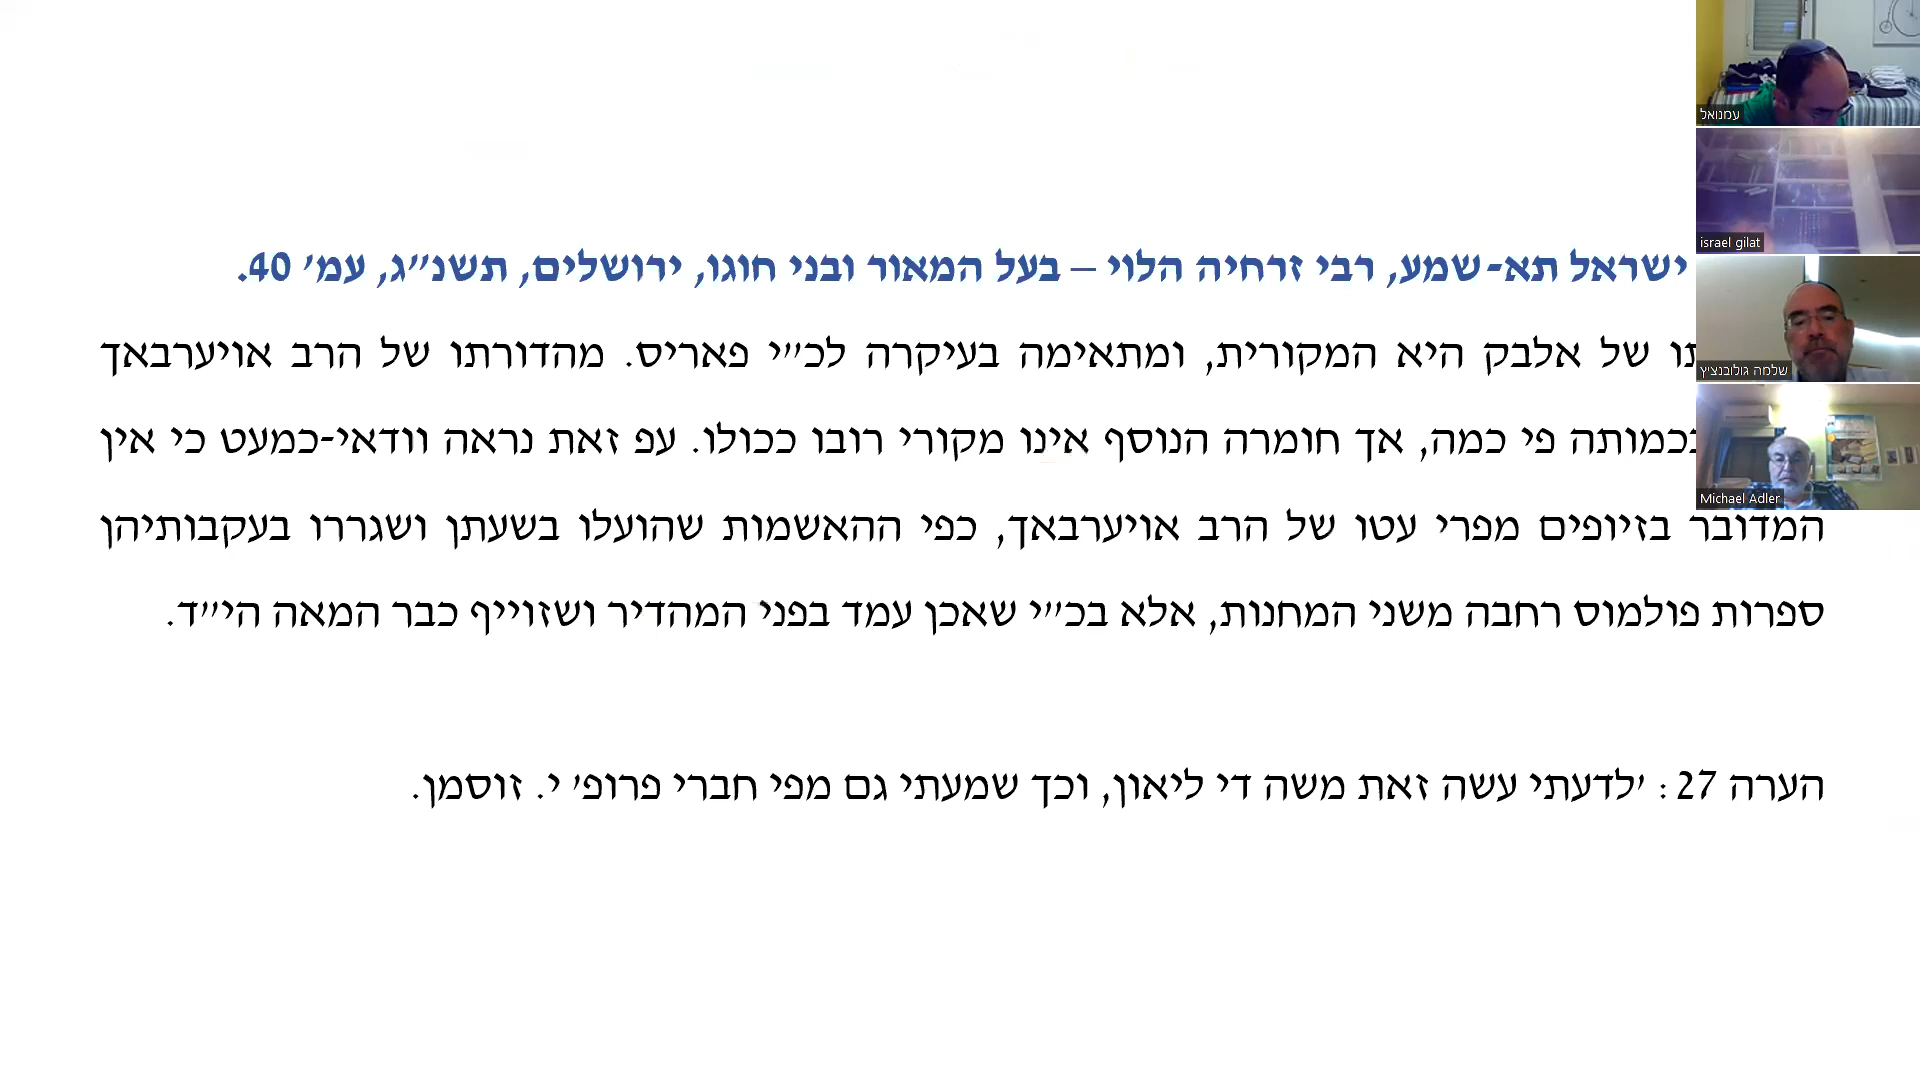 ישראל תא-שמע, רבי זרחיה הלוי – בעל המאור ובני חוגו, ירושלים, תשנ״ג, עמ׳ 40.
של אלבק היא המקורית, ומתאימה בעיקרה לכ״י פאריס. מהדורתו של הרב אויערבאך
בכמותה פי כמה, אך חומרה הנוסף אינו מקורי רובו ככולו. עפ זאת נראה וודאי-כמעט כי אין
המדובר בזיופים מפרי עטו של הרב אויערבאך, כפי ההאשמות שהועלו בשעתן ושגררו בעקבותיהן
ספרות פולמוס רחבה משני המחנות, אלא בכ״י שאכן עמד בפני המהדיר ושזוייף כבר המאה הי״ד.
הערה 27: ׳לדעתי עשה זאת משה די ליאון, וכך שמעתי גם מפי חברי פרופ׳ י. זוסמן.
עמנואל
israel gilat
שלמה גולובנציץ
Michael Adler